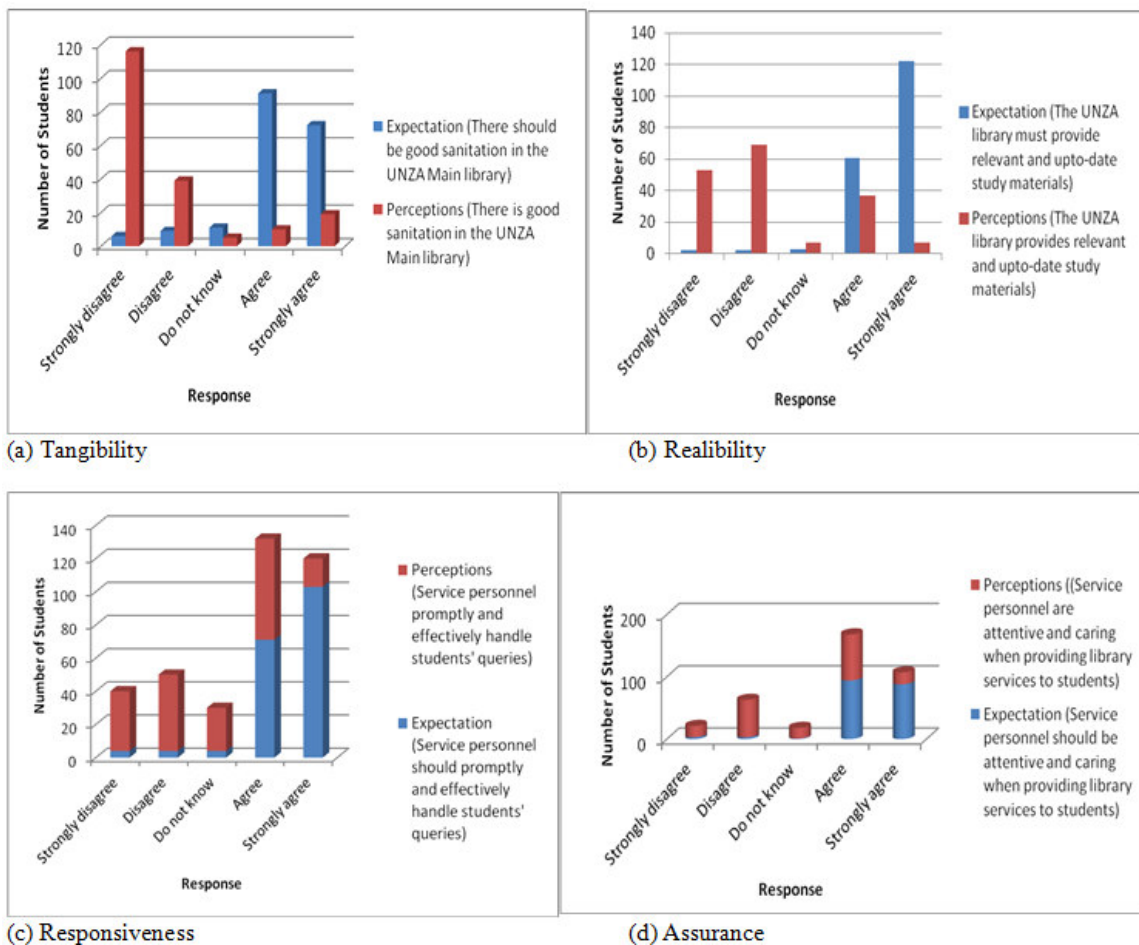 120
100
80
60
40
20
0
Number of Students
Strongly disagree
Disagree
Do not know
Agree
Strongly agree
Response
Expectation (There should
be good sanitation in the
UNZA Main library)
Perceptions (There is good
sanitation in the UNZA
Main library)
(a) Tangibility
140
120
100
80
60
40
20
0
Number of Students
Strongly disagree
Disagree
Do not know
Agree
Strongly agree
Response
Expectation (The UNZA
library must provide
relevant and upto-date
study materials)
Perceptions (The UNZA
library provides relevant
and upto-date study
materials)
(b) Realibility
140
120
100
80
60
40
20
0
Number of Students
Strongly disagree
Disagree
Do not know
Agree
Strongly agree
Response
Perceptions
(Service personnel
promptly and
effectively handle
students' queries)
Expectation
(Service personnel
should promptly
and effectively
handle students'
queries)
(c) Responsiveness
200
100
0
Number of Students
Strongly disagree
Disagree
Do not know
Agree
Strongly agree
Response
Perceptions ((Service
personnel are
attentive and caring
when providing library
services to students)
Expectation (Service
personnel should be
attentive and caring
when providing library
services to students)
(d) Assurance